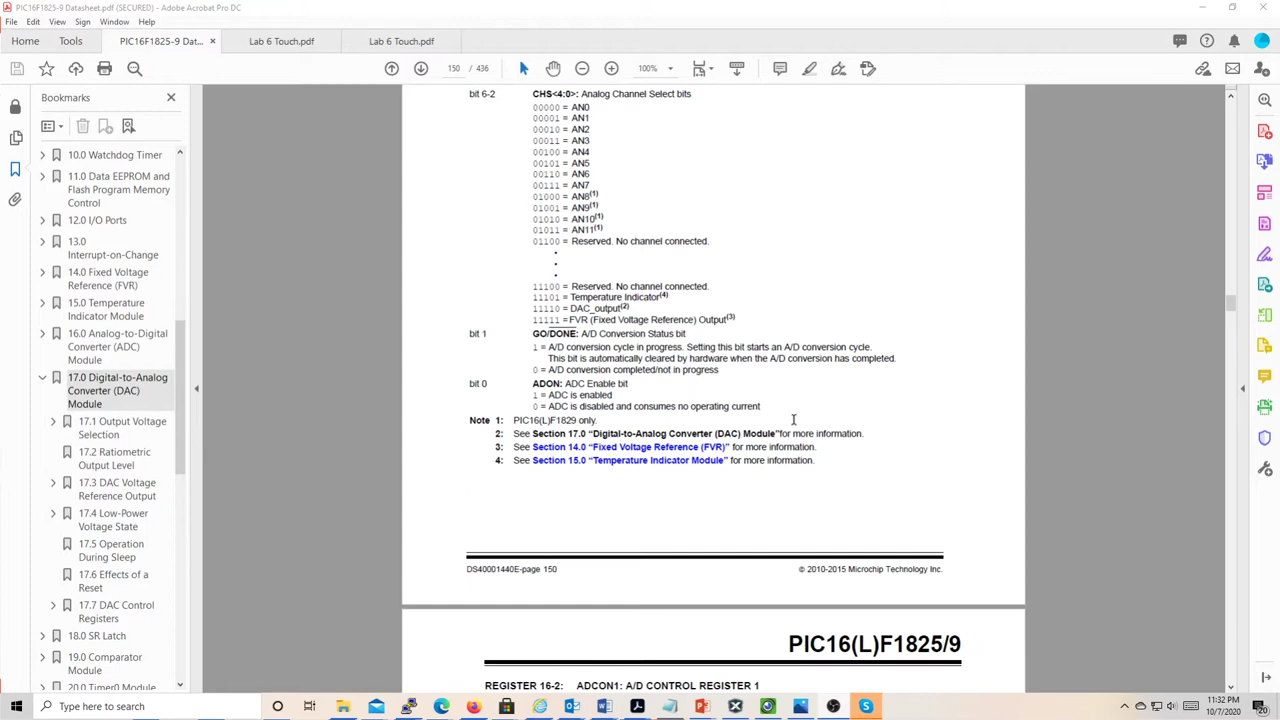 PIC16F1825-9 Datasheet.pdf (SECURED) - Adobe Acrobat Pro DC
File Edit View Sign Window Help
Home Tools PIC16F1825-9 Dat... × Lab 6 Touch.pdf Lab 6 Touch.pdf
150 / 436 100%
Bookmarks
10.0 Watchdog Timer
11.0 Data EEPROM and
Flash Program Memory
Control
12.0 I/O Ports
13.0
Interrupt-on-Change
14.0 Fixed Voltage
Reference (FVR)
15.0 Temperature
Indicator Module
16.0 Analog-to-Digital
Converter (ADC)
Module
17.0 Digital-to-Analog
Converter (DAC)
Module
17.1 Output Voltage
Selection
17.2 Ratiometric
Output Level
17.3 DAC Voltage
Reference Output
17.4 Low-Power
Voltage State
17.5 Operation
During Sleep
17.6 Effects of a
Reset
17.7 DAC Control
Registers
18.0 SR Latch
19.0 Comparator
Module
20.0 Timer0 Module
bit 6-2 CHS<4:0>: Analog Channel Select bits
00000 = AN0
00001 = AN1
00010 = AN2
00011 = AN3
00100 = AN4
00101 = AN5
00110 = AN6
00111 = AN7
01000 = AN8(1)
01001 = AN9(1)
01010 = AN10(1)
01011 = AN11(1)
01100 = Reserved. No channel connected.
•
•
•
11100 = Reserved. No channel connected.
11101 = Temperature Indicator(4)
11110 = DAC_output(2)
11111 =FVR (Fixed Voltage Reference) Output(3)
bit 1 GO/DONE: A/D Conversion Status bit
1 = A/D conversion cycle in progress. Setting this bit starts an A/D conversion cycle.
This bit is automatically cleared by hardware when the A/D conversion has completed.
0 = A/D conversion completed/not in progress
bit 0 ADON: ADC Enable bit
1 = ADC is enabled
0 = ADC is disabled and consumes no operating current
Note 1: PIC16(L)F1829 only.
2: See Section 17.0 “Digital-to-Analog Converter (DAC) Module”for more information.
3: See Section 14.0 “Fixed Voltage Reference (FVR)” for more information.
4: See Section 15.0 “Temperature Indicator Module” for more information.
DS40001440E-page 150 © 2010-2015 Microchip Technology Inc.
PIC16(L)F1825/9
REGISTER 16-2: ADCON1: A/D CONTROL REGISTER 1
Type here to search
11:32 PM
10/7/2020
20